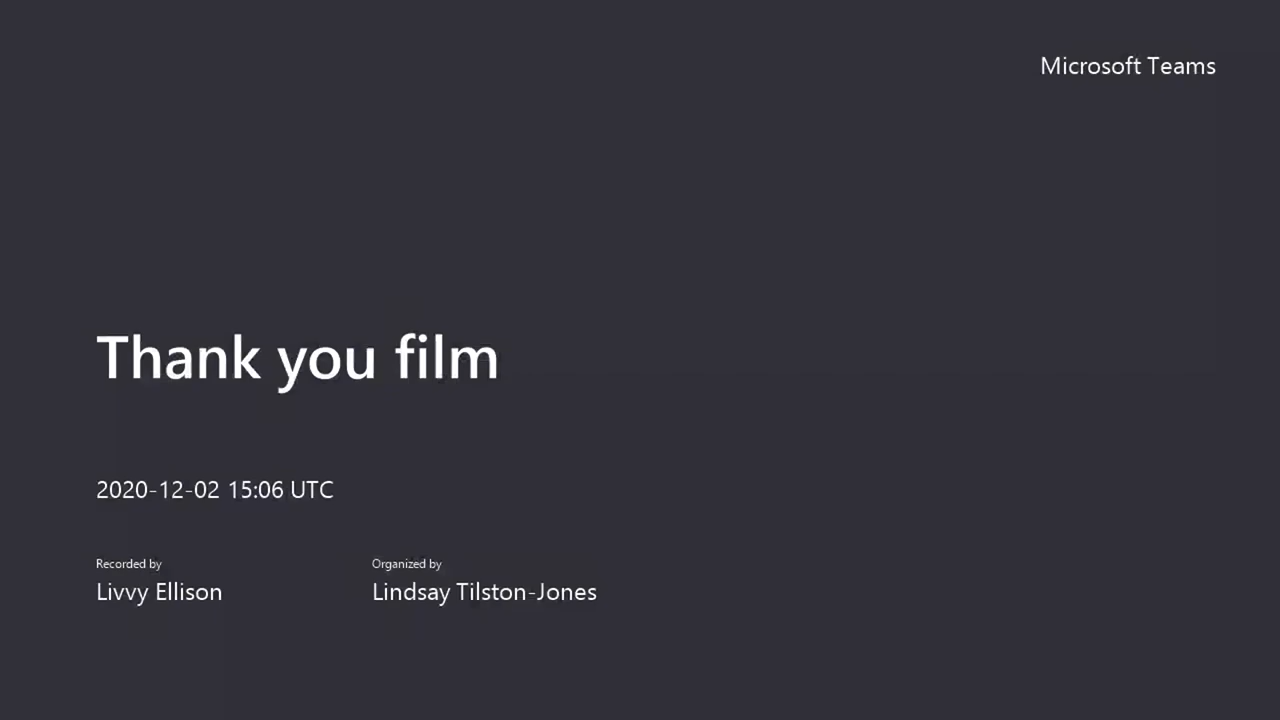 Microsoft Teams
Thank you film
2020-12-02 15:06 UTC
Recorded by
Livvy Ellison
Organized by
Lindsay Tilston-Jones